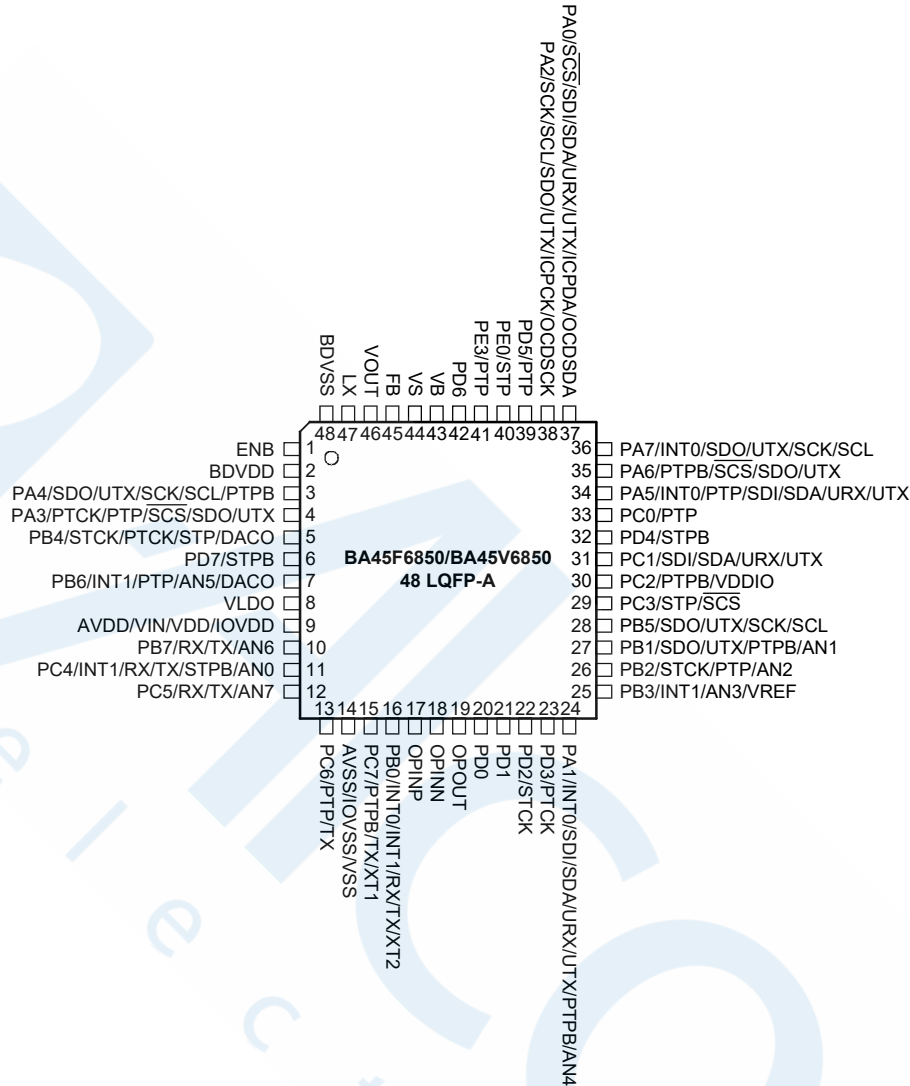 PA0/SCS/SDI/SDA/URX/UTX/ICPDA/OCDSDA
PA2/SCK/SCL/SDO/UTX/ICPCK/OCDSCK
PD5/PTP
PE0/STP
PE3/PTP
PD6
VB
VS
FB
VOUT
LX
BDVSS
48 47 46 45 44 43 42 41 40 39 38 37
ENB 1
BDVDD 2
PA4/SDO/UTX/SCK/SCL/PTPB 3
PA3/PTCK/PTP/SCS/SDO/UTX 4
PB4/STCK/PTCK/STP/DACO 5
PD7/STPB 6
PB6/INT1/PTP/AN5/DACO 7
VLDO 8
AVDD/VIN/VDD/IOVDD 9
PB7/RX/TX/AN6 10
PC4/INT1/RX/TX/STPB/AN0 11
PC5/RX/TX/AN7 12
BA45F6850/BA45V6850
48 LQFP-A
36 PA7/INT0/SDO/UTX/SCK/SCL
35 PA6/PTPB/SCS/SDO/UTX
34 PA5/INT0/PTP/SDI/SDA/URX/UTX
33 PC0/PTP
32 PD4/STPB
31 PC1/SDI/SDA/URX/UTX
30 PC2/PTPB/VDDIO
29 PC3/STP/SCS
28 PB5/SDO/UTX/SCK/SCL
27 PB1/SDO/UTX/PTPB/AN1
26 PB2/STCK/PTP/AN2
25 PB3/INT1/AN3/VREF
13 14 15 16 17 18 19 20 21 22 23 24
PC6/PTP/TX
AVSS/IOVSS/VSS
PC7/PTPB/TX/XT1
PB0/INT0/INT1/RX/TX/XT2
OPINP
OPINN
OPOUT
PD0
PD1
PD2/STCK
PD3/PTCK
PA1/INT0/SDI/SDA/URX/UTX/PTPB/AN4